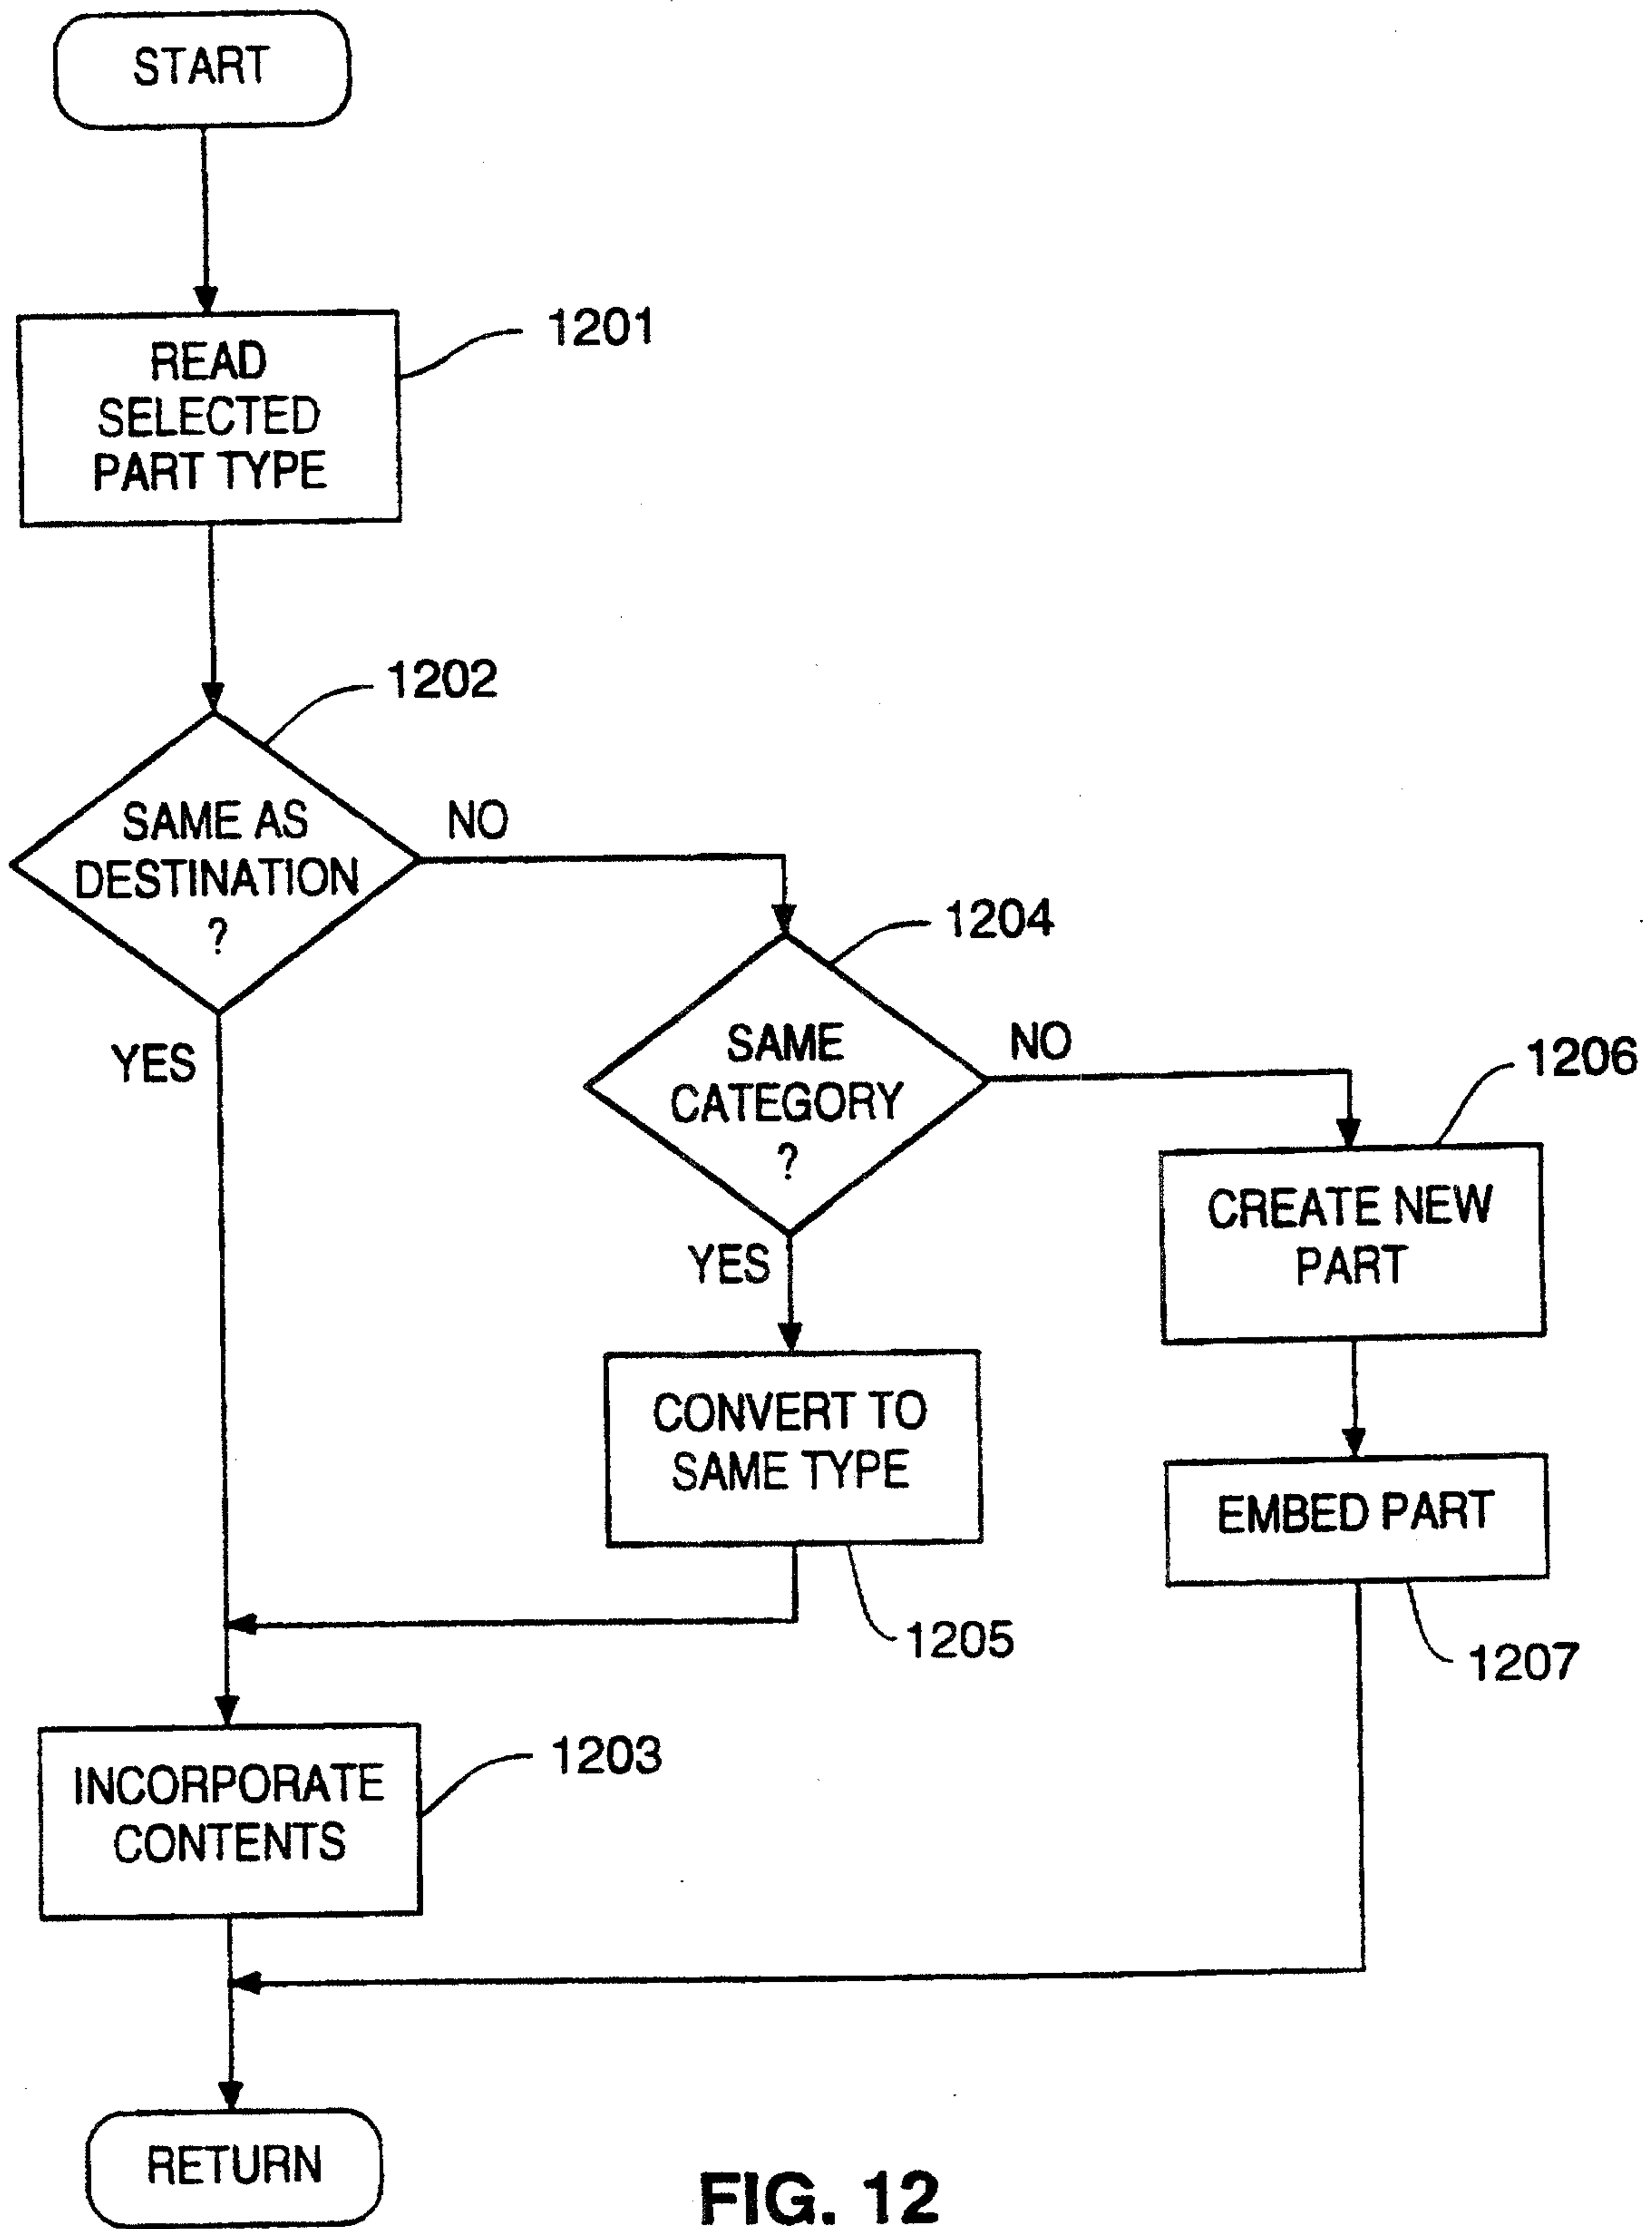 START
1201
READ
SELECTED
PART TYPE
1202
SAME AS
DESTINATION
?
NO
YES
1204
SAME
CATEGORY
?
NO
YES
1206
CREATE NEW
PART
CONVERT TO
SAME TYPE
1205
EMBED PART
1207
1203
INCORPORATE
CONTENTS
RETURN
FIG. 12